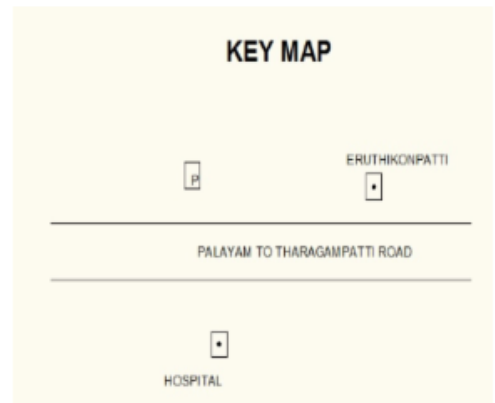 KEY MAP
ERUTHIKONPATTI
P
PALAYAM TO THARAGAMPATTI ROAD
HOSPITAL